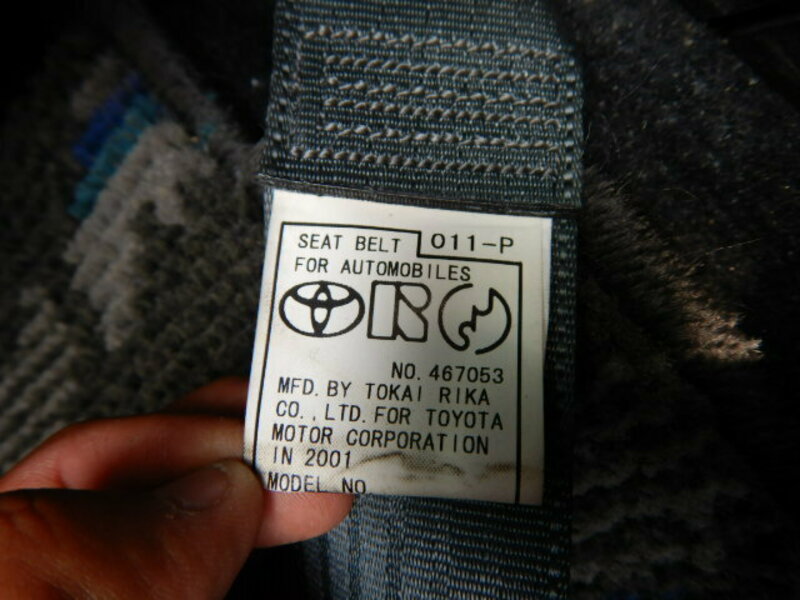 SEAT BELT 011-P
FOR AUTOMOBILES
NO. 467053
MFD. BY TOKAI RIKA
CO., LTD. FOR TOYOTA
MOTOR CORPORATION
IN 2001
MODEL NO